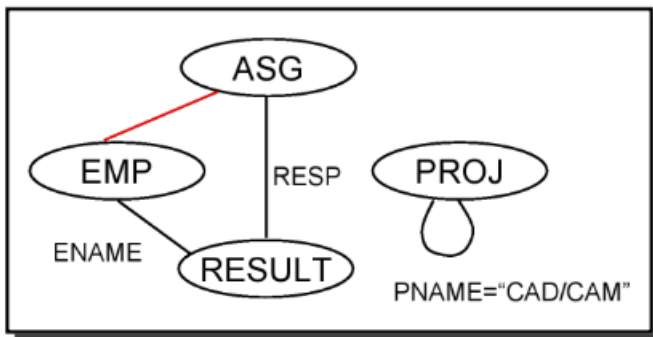 ASG
EMP
RESP
PROJ
ENAME
RESULT
PNAME=“CAD/CAM”